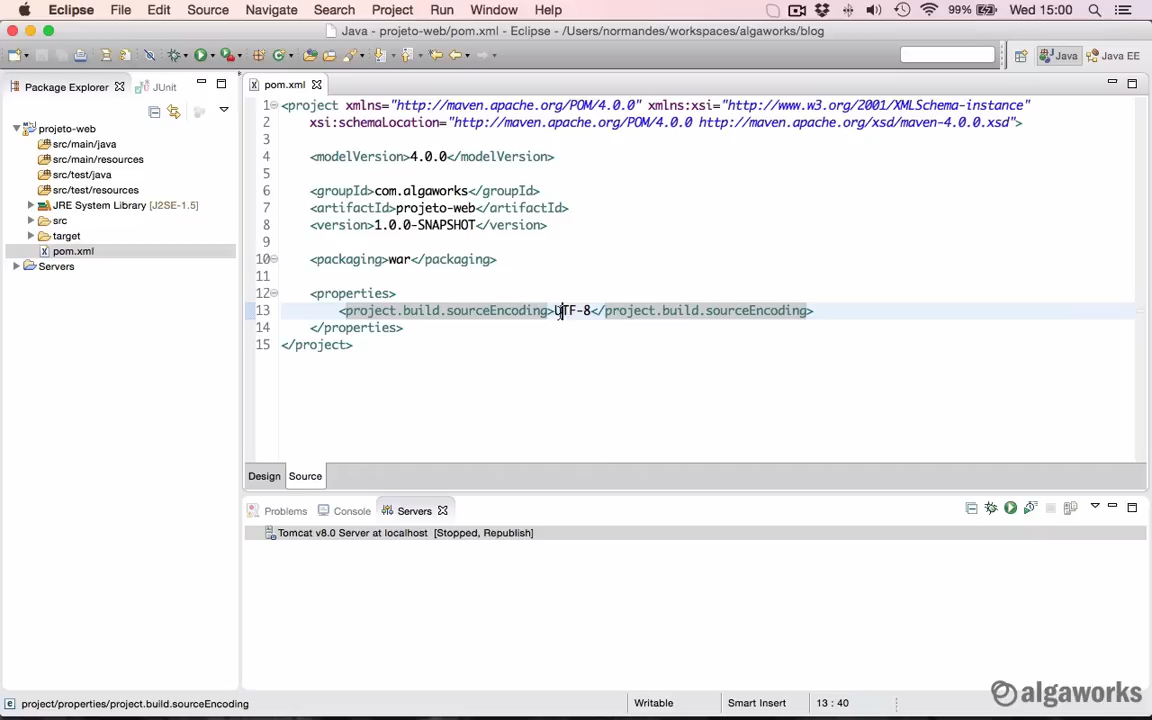 Eclipse File Edit Source Navigate Search Project Run Window Help 99% Wed 15:00
Java - projeto-web/pom.xml - Eclipse - /Users/normandes/workspaces/algaworks/blog
Java Java EE
Package Explorer JUnit
projeto-web
src/main/java
src/main/resources
src/test/java
src/test/resources
JRE System Library [J2SE-1.5]
src
target
pom.xml
Servers
pom.xml
1 <project xmlns="http://maven.apache.org/POM/4.0.0" xmlns:xsi="http://www.w3.org/2001/XMLSchema-instance"
2 xsi:schemaLocation="http://maven.apache.org/POM/4.0.0 http://maven.apache.org/xsd/maven-4.0.0.xsd">
3
4 <modelVersion>4.0.0</modelVersion>
5
6 <groupId>com.algaworks</groupId>
7 <artifactId>projeto-web</artifactId>
8 <version>1.0.0-SNAPSHOT</version>
9
10 <packaging>war</packaging>
11
12 <properties>
13 <project.build.sourceEncoding>UTF-8</project.build.sourceEncoding>
14 </properties>
15 </project>
Design Source
Problems Console Servers
Tomcat v8.0 Server at localhost [Stopped, Republish]
project/properties/project.build.sourceEncoding Writable Smart Insert 13 : 40
algaworks